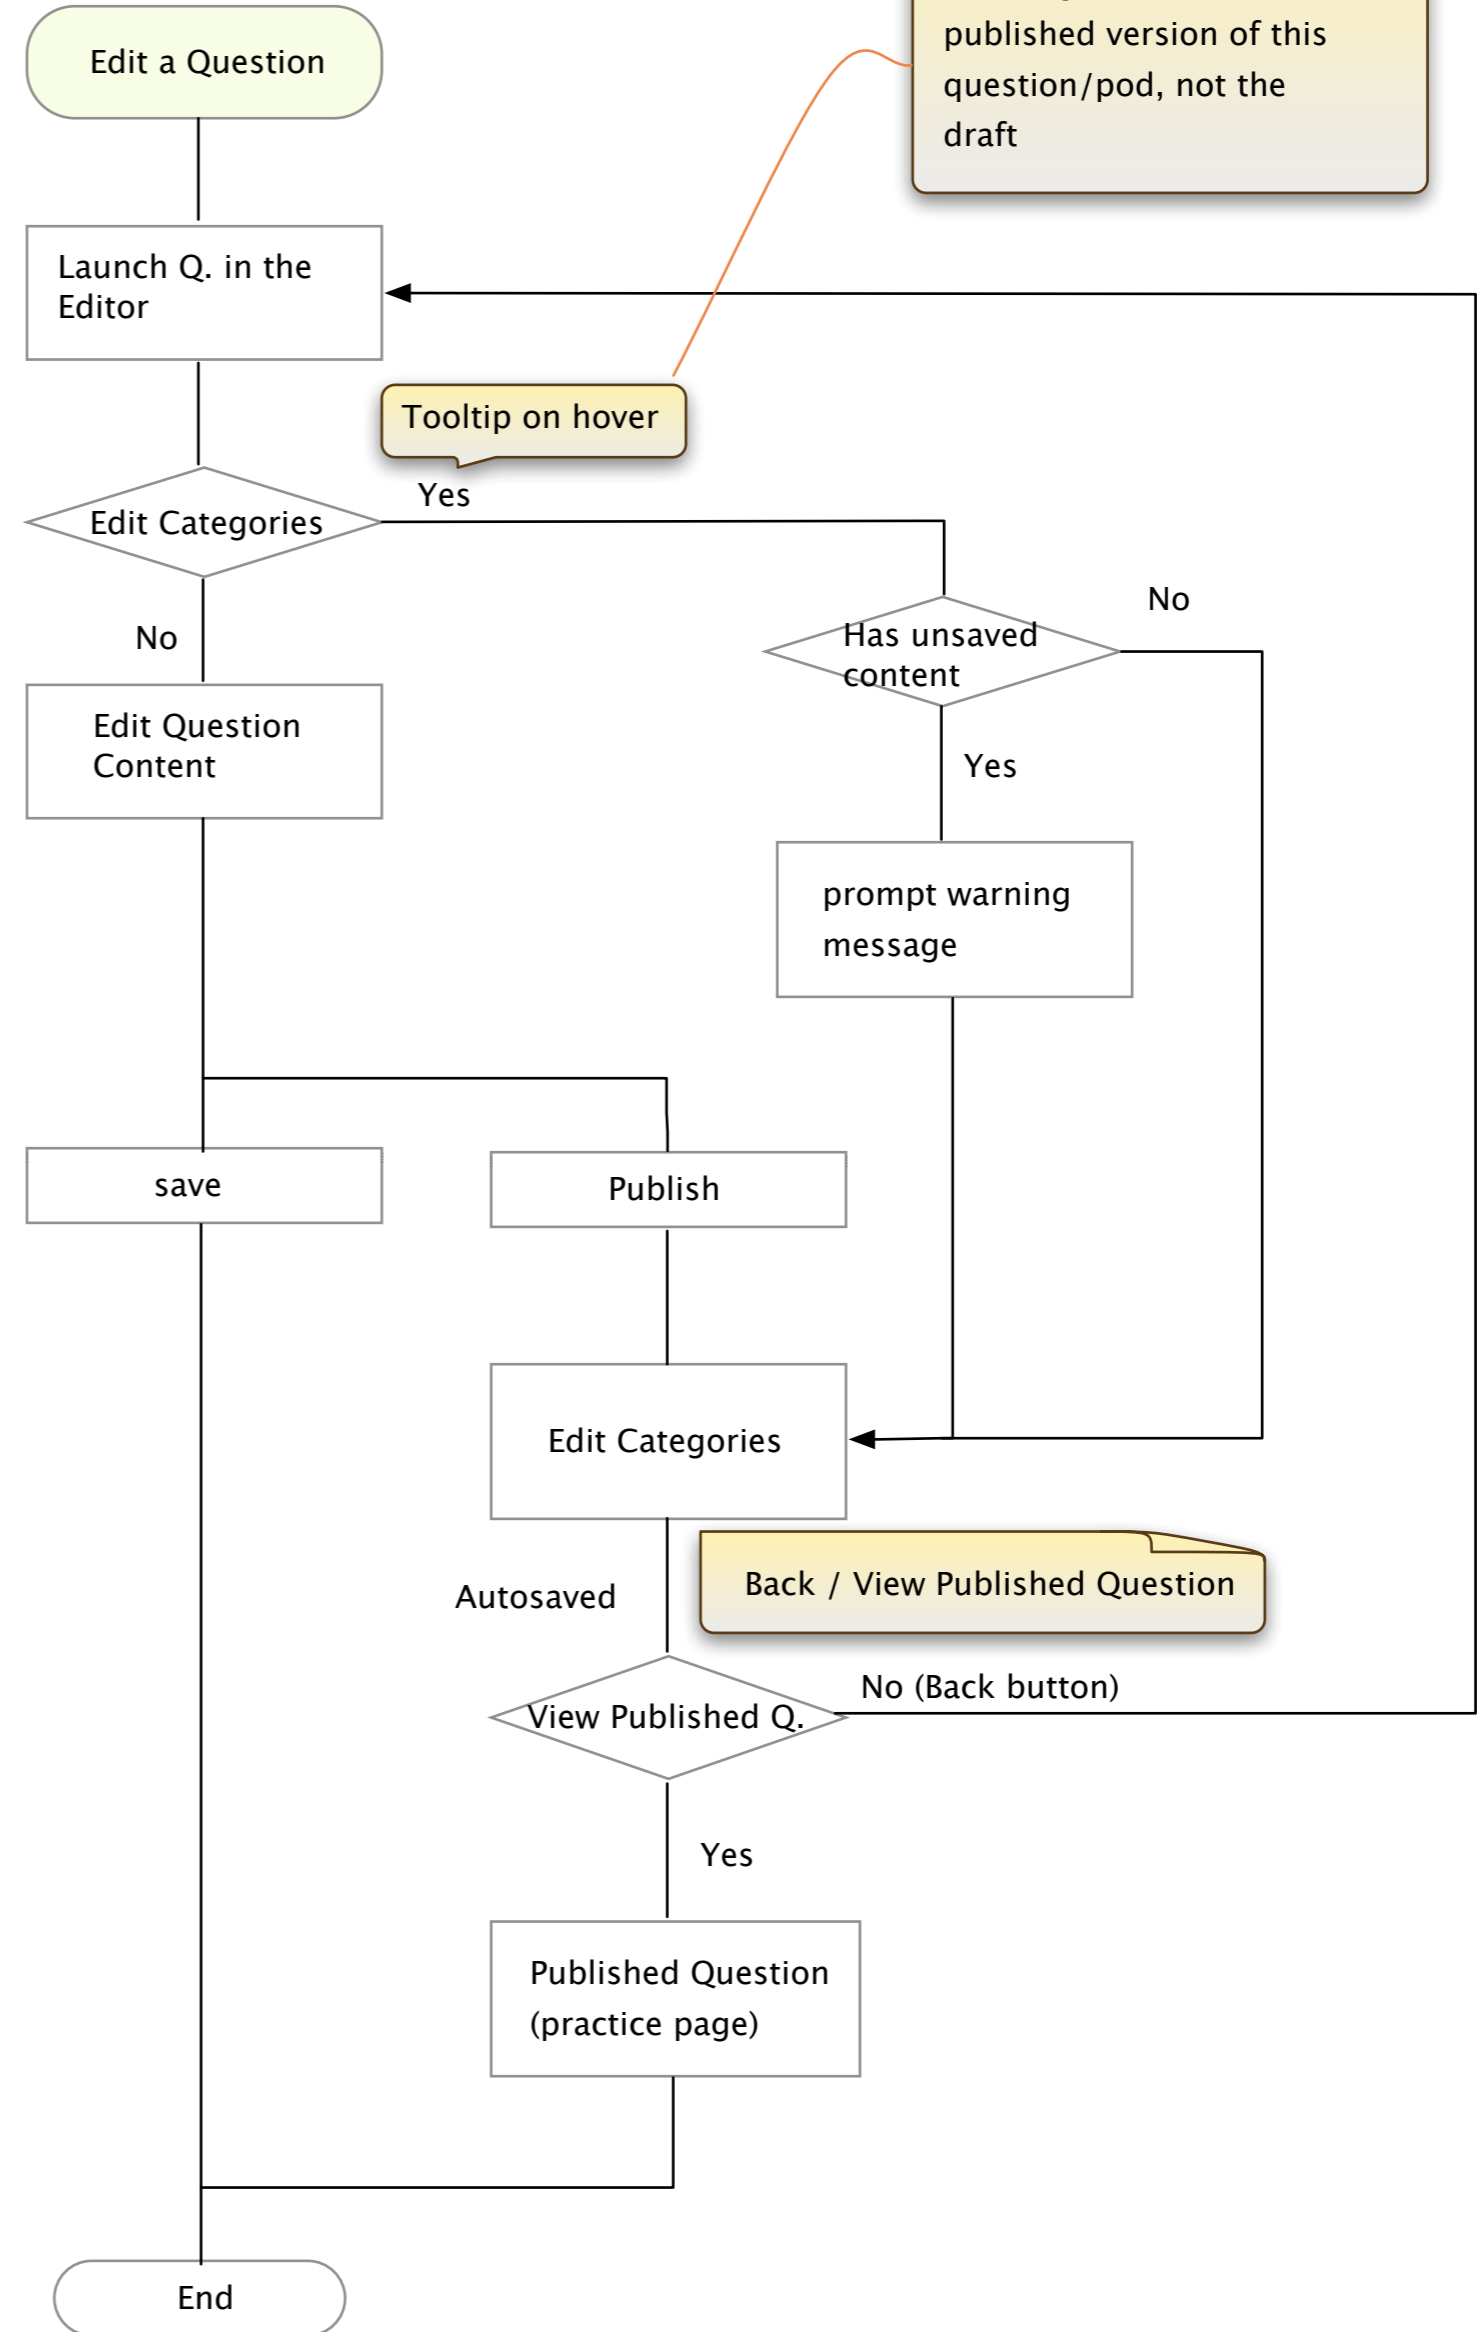 published version of this
question/pod, not the
draft
Edit a Question
Launch Q. in the
Editor
Tooltip on hover
Yes
Edit Categories
No
Has unsaved
content
No
Edit Question
Content
Yes
prompt warning
message
save
Publish
Edit Categories
Back / View Published Question
Autosaved
No (Back button)
View Published Q.
Yes
Published Question
(practice page)
End